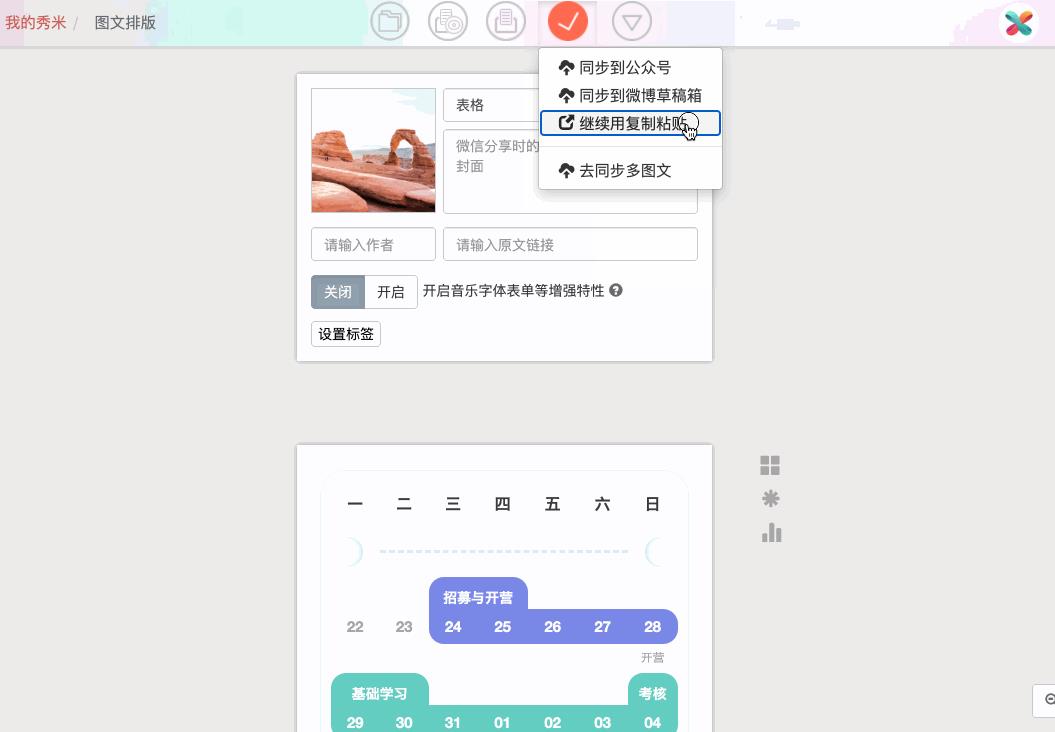 我的秀米 / 图文排版
同步到公众号
同步到微博草稿箱
继续用复制粘贴
去同步多图文
表格
微信分享时的
封面
请输入作者
请输入原文链接
关闭 开启 开启音乐字体表单等增强特性
设置标签
一 二 三 四 五 六 日
招募与开营
22 23 24 25 26 27 28
开营
基础学习 考核
29 30 31 01 02 03 04